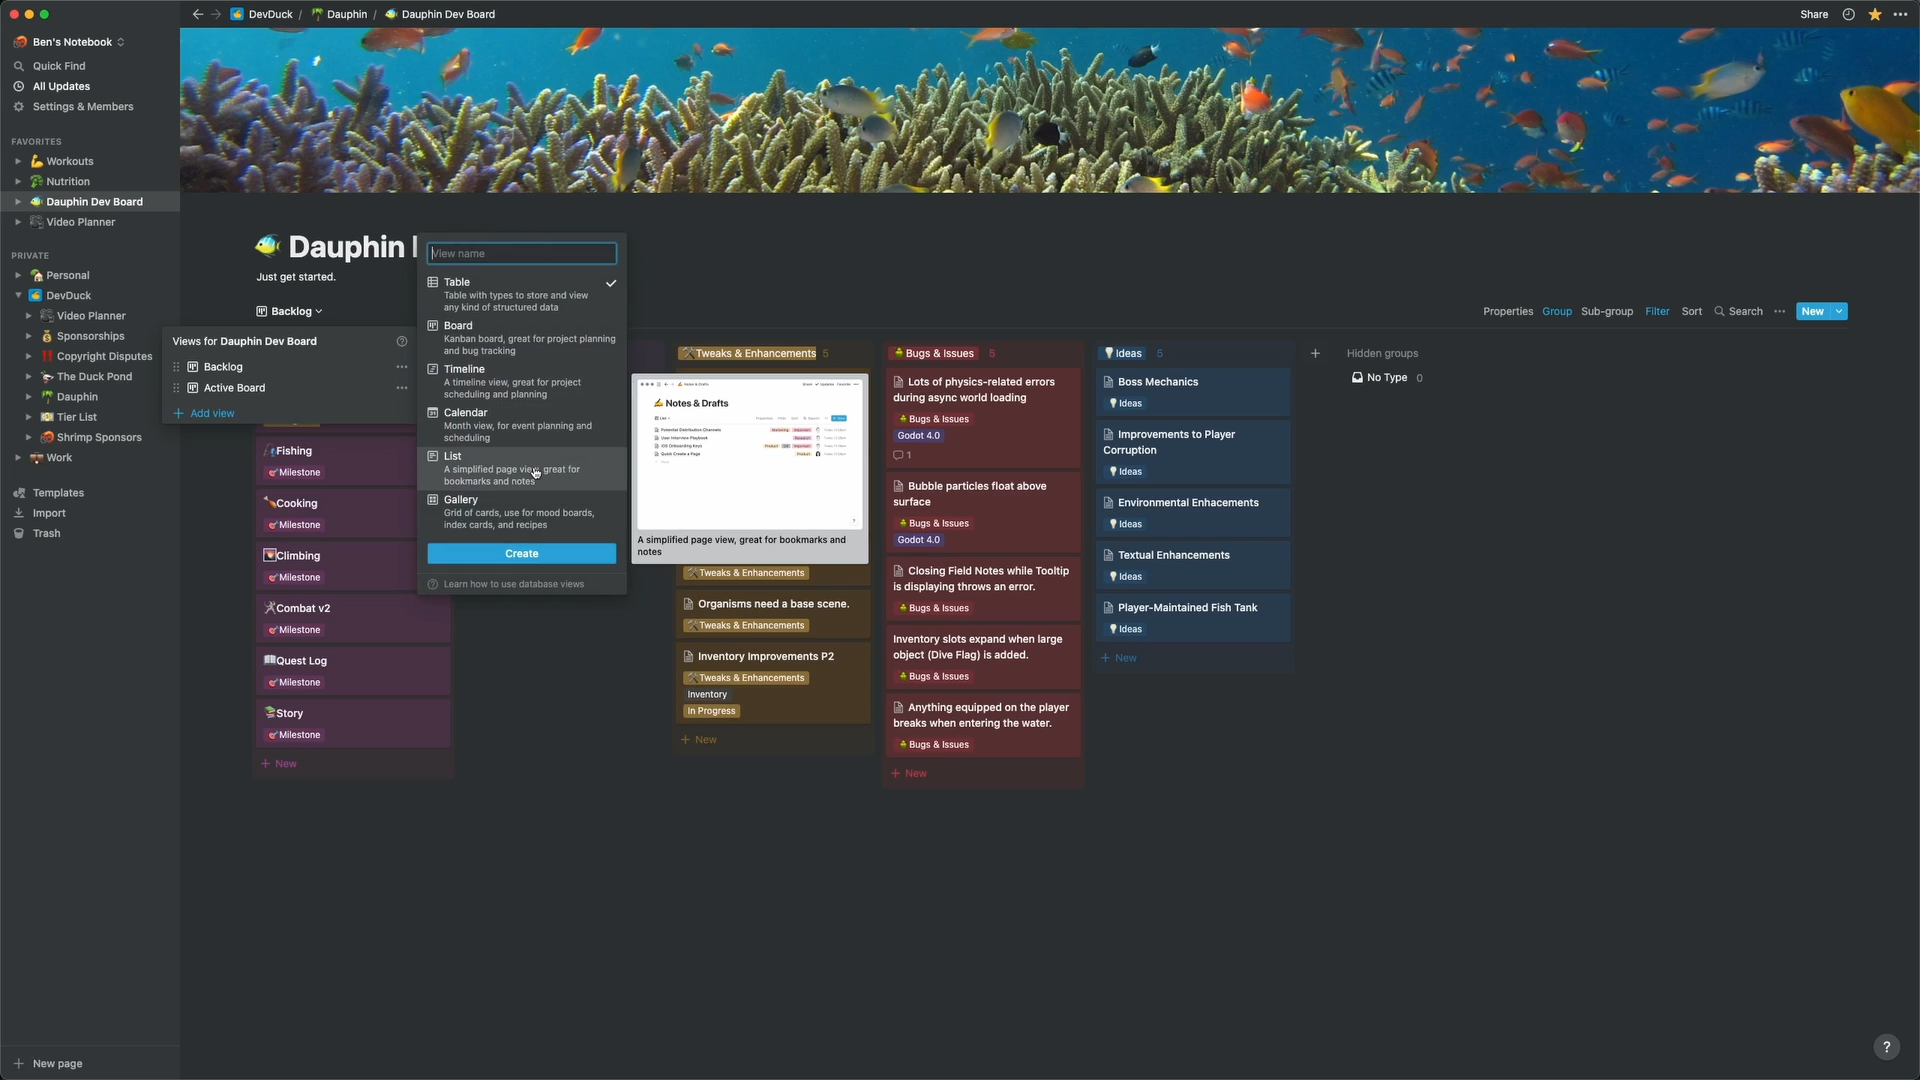 DevDuck / Dauphin / Dauphin Dev Board
Share
Ben's Notebook
Quick Find
All Updates
Settings & Members
FAVORITES
Workouts
Nutrition
Dauphin Dev Board
Video Planner
PRIVATE
Personal
DevDuck
Video Planner
Sponsorships
Copyright Disputes
The Duck Pond
Dauphin
Tier List
Shrimp Sponsors
Work
Templates
Import
Trash
New page
Dauphin
Just get started.
Backlog
Properties Group Sub-group Filter Sort Search New
Views for Dauphin Dev Board
Backlog
Active Board
Add view
View name
Table
Table with types to store and view
any kind of structured data
Board
Kanban board, great for project planning
and bug tracking
Timeline
A timeline view, great for project
scheduling and planning
Calendar
Month view, for event planning and
scheduling
List
A simplified page view, great for
bookmarks and notes
Gallery
Grid of cards, use for mood boards,
index cards, and recipes
Create
Learn how to use database views
Notes & Drafts
A simplified page view, great for bookmarks and
notes
Fishing
Milestone
Cooking
Milestone
Climbing
Milestone
Combat v2
Milestone
Quest Log
Milestone
Story
Milestone
+ New
Tweaks & Enhancements 5
Tweaks & Enhancements
Organisms need a base scene.
Tweaks & Enhancements
Inventory Improvements P2
Tweaks & Enhancements
Inventory
In Progress
+ New
Bugs & Issues 5
Lots of physics-related errors
during async world loading
Bugs & Issues
Godot 4.0
1
Bubble particles float above
surface
Bugs & Issues
Godot 4.0
Closing Field Notes while Tooltip
is displaying throws an error.
Bugs & Issues
Inventory slots expand when large
object (Dive Flag) is added.
Bugs & Issues
Anything equipped on the player
breaks when entering the water.
Bugs & Issues
+ New
Ideas 5
Boss Mechanics
Ideas
Improvements to Player
Corruption
Ideas
Environmental Enhacements
Ideas
Textual Enhancements
Ideas
Player-Maintained Fish Tank
Ideas
+ New
Hidden groups
No Type 0
?